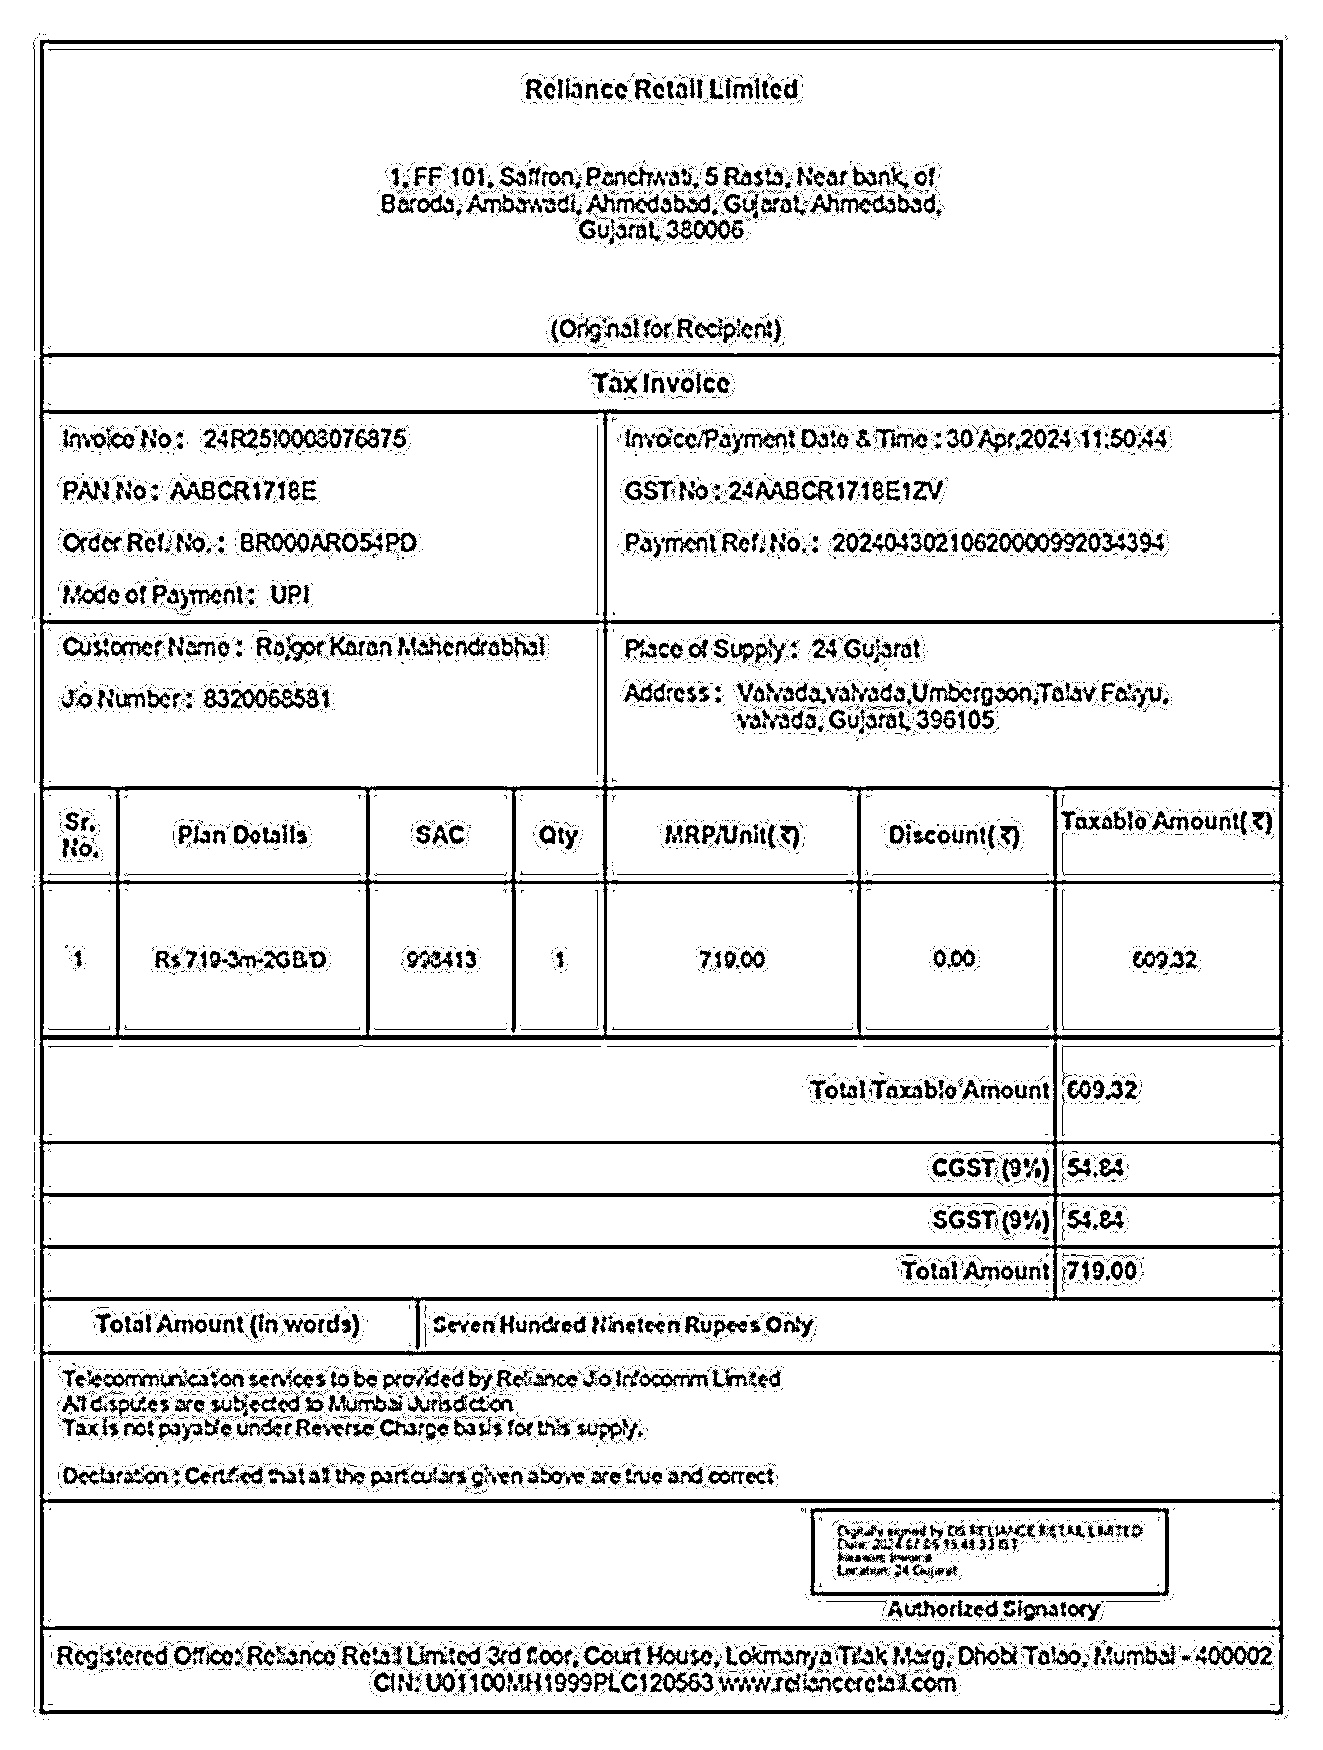 Reliance Retail Limited
1, FF 101, Saffron, Panchwati, 5 Rasta, Near bank, of
Baroda, Ambawadi, Ahmedabad, Gujarat, Ahmedabad,
Gujarat, 380006
(Original for Recipient)
Tax Invoice
Invoice No : 24R25I0008076875
Invoice/Payment Date & Time : 30 Apr,2024 11:50:44
PAN No : AABCR1718E
GST No : 24AABCR1718E1ZV
Order Ref. No. : BR000ARO54PD
Payment Ref. No. : 202404302106200000992034394
Mode of Payment : UPI
Customer Name : Rajgor Karan Mahendrabhai
Place of Supply : 24 Gujarat
Jio Number : 8320068581
Address : Valvada,valvada,Umbergaon,Talav Faliyu,
valvada, Gujarat, 396105
Sr. No. Plan Details SAC Qty MRP/Unit(₹) Discount(₹) Taxable Amount(₹)
1 Rs 719-3m-2GB/D 998413 1 719.00 0.00 609.32
Total Taxable Amount 609.32
CGST (9%) 54.84
SGST (9%) 54.84
Total Amount 719.00
Total Amount (in words) Seven Hundred Nineteen Rupees Only
Telecommunication services to be provided by Reliance Jio Infocomm Limited
All disputes are subjected to Mumbai Jurisdiction
Tax is not payable under Reverse Charge basis for this supply.
Declaration : Certified that all the particulars given above are true and correct
Digitally signed by DS RELIANCE RETAIL LIMITED
Reason: Invoice
Location: 24 Gujarat
Authorized Signatory
Registered Office: Reliance Retail Limited 3rd floor, Court House, Lokmanya Tilak Marg, Dhobi Talao, Mumbai - 400002
CIN: U01100MH1999PLC120563 www.relianceretail.com